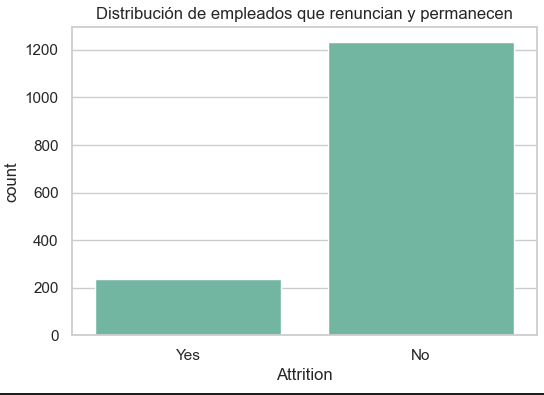 Distribución de empleados que renuncian y permanecen
1200
1000
800
600
400
200
0
count
Yes
No
Attrition